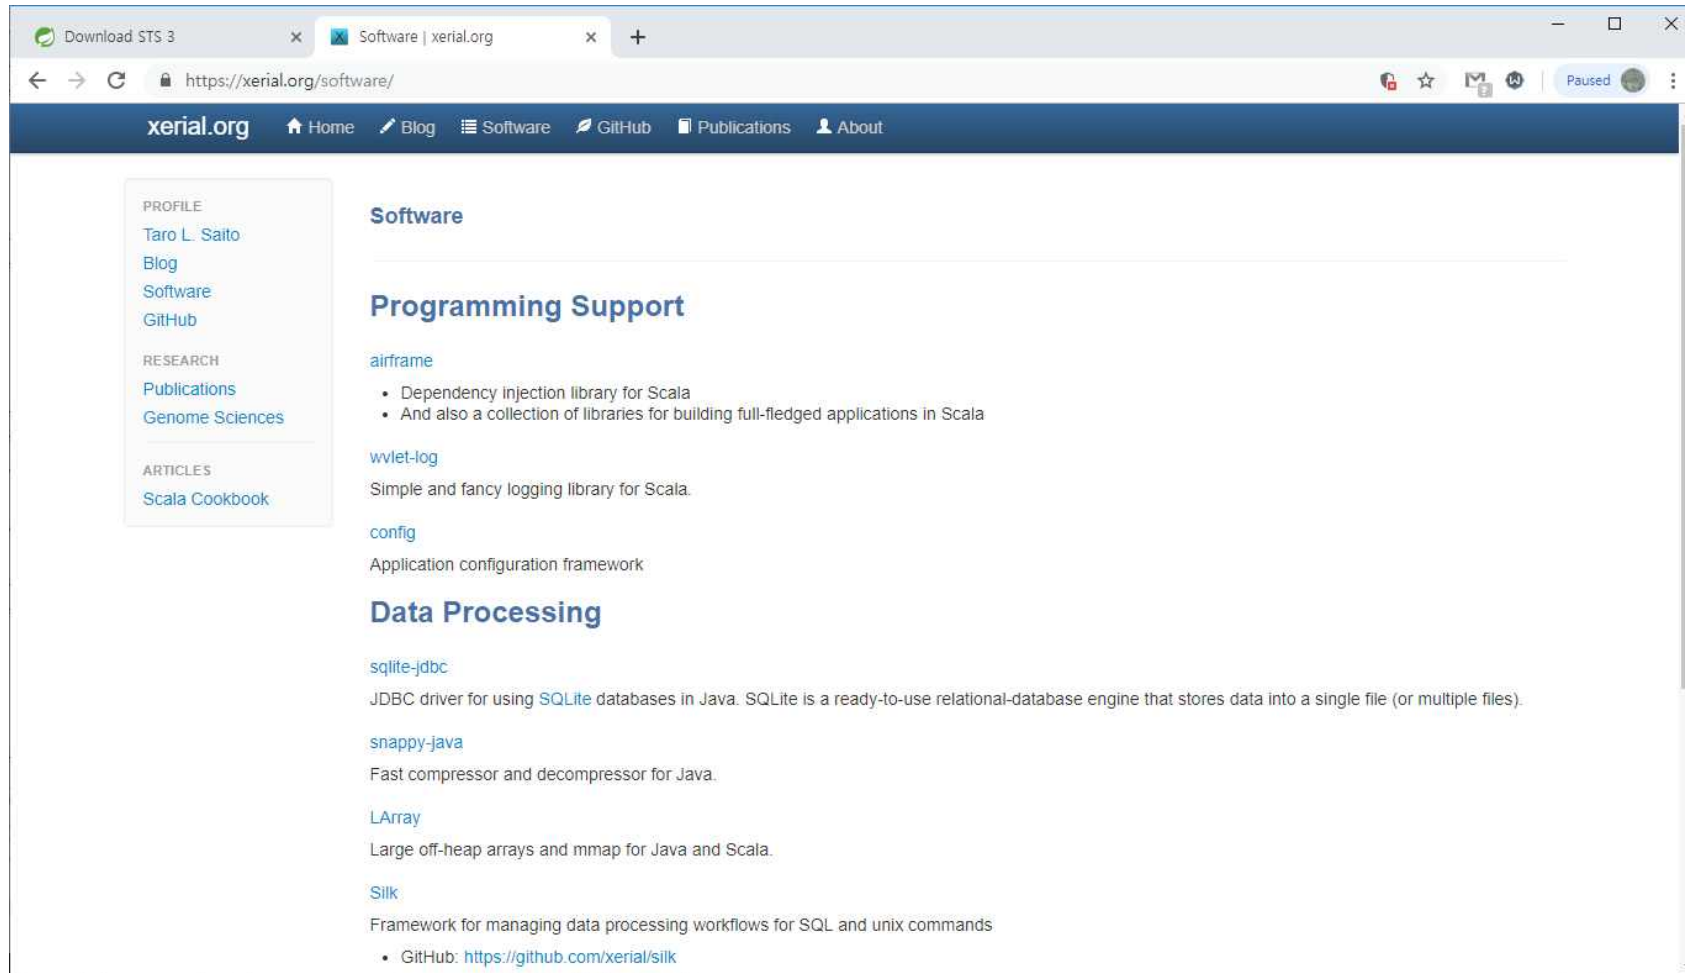 Download STS 3
Software | xerial.org
https://xerial.org/software/
Paused
xerial.org Home Blog Software GitHub Publications About
PROFILE
Taro L. Saito
Blog
Software
GitHub
RESEARCH
Publications
Genome Sciences
ARTICLES
Scala Cookbook
Software
Programming Support
airframe
• Dependency injection library for Scala
• And also a collection of libraries for building full-fledged applications in Scala
wvlet-log
Simple and fancy logging library for Scala.
config
Application configuration framework
Data Processing
sqlite-jdbc
JDBC driver for using SQLite databases in Java. SQLite is a ready-to-use relational-database engine that stores data into a single file (or multiple files).
snappy-java
Fast compressor and decompressor for Java.
LArray
Large off-heap arrays and mmap for Java and Scala.
Silk
Framework for managing data processing workflows for SQL and unix commands
• GitHub: https://github.com/xerial/silk